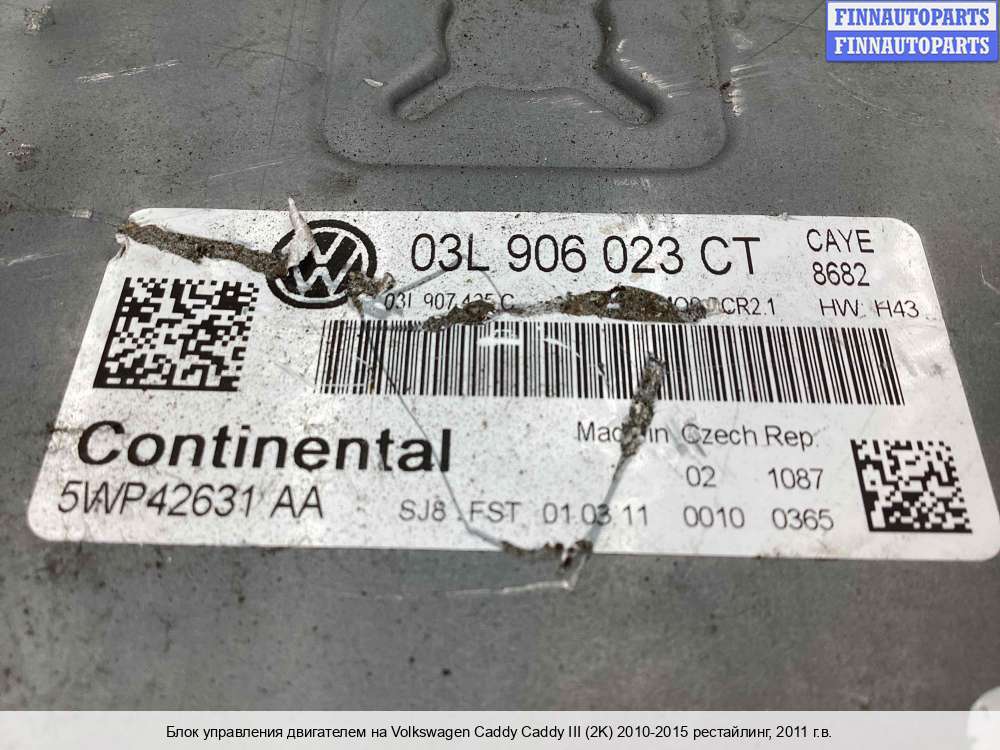 FINNAUTOPARTS
FINNAUTOPARTS
03L 906 023 CT
CAYE
8682
03L 907 425 C CR2.1 HW: H43
Continental
Made in Czech Rep.
5WP42631 AA
02 1087
SJ8 .FST 01.03.11 0010 0365
Блок управления двигателем на Volkswagen Caddy Caddy III (2K) 2010-2015 рестайлинг, 2011 г.в.